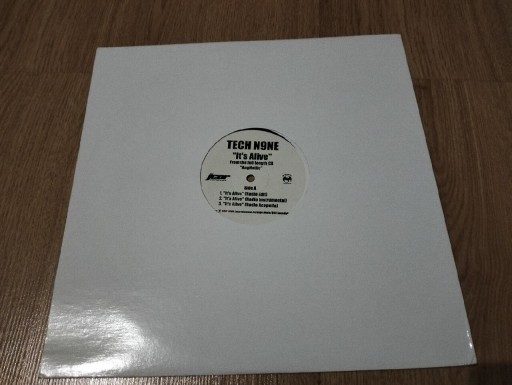 TECH N9NE
"It's Alive"
From the full length CD
"Anghellic"
Side A
1. "It's Alive" (Radio Edit)
2. "It's Alive" (Radio Instrumental)
3. "It's Alive" (Radio Acapella)